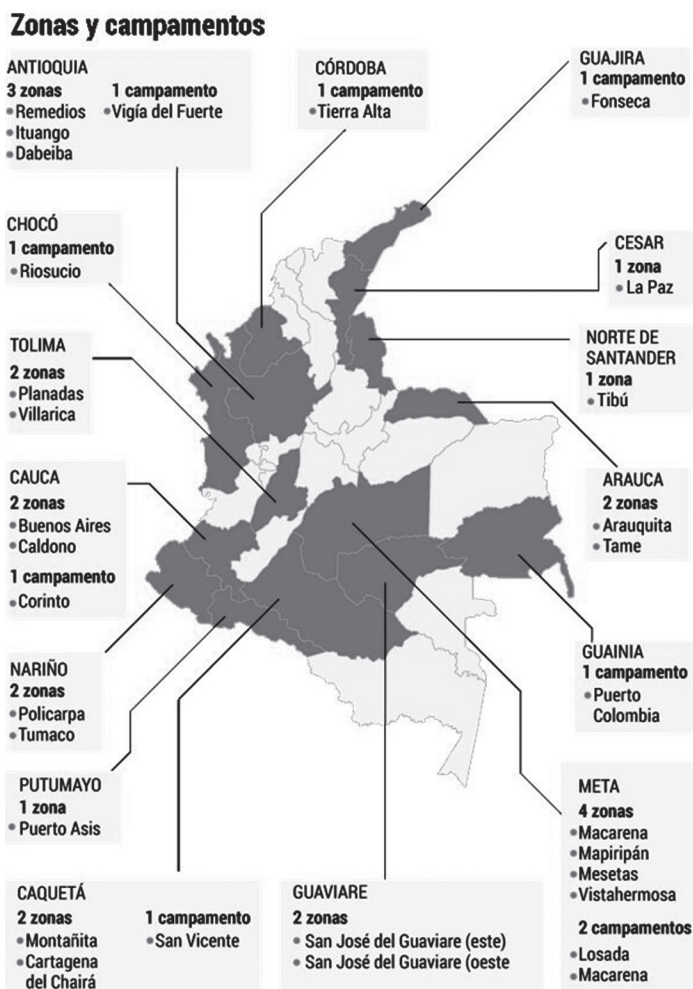 Zonas y campamentos
ANTIOQUIA
3 zonas
Remedios
Ituango
Dabeiba
1 campamento
Vigía del Fuerte
CÓRDOBA
1 campamento
Tierra Alta
GUAJIRA
1 campamento
Fonseca
CHOCÓ
1 campamento
Riosucio
CESAR
1 zona
La Paz
TOLIMA
2 zonas
Planadas
Villarica
NORTE DE
SANTANDER
1 zona
Tibú
CAUCA
2 zonas
Buenos Aires
Caldono
1 campamento
Corinto
ARAUCA
2 zonas
Arauquita
Tame
NARIÑO
2 zonas
Policarpa
Tumaco
GUAINIA
1 campamento
Puerto
Colombia
PUTUMAYO
1 zona
Puerto Asis
META
4 zonas
Macarena
Mapiripán
Mesetas
Vistahermosa
2 campamentos
Losada
Macarena
CAQUETÁ
2 zonas
Montañita
Cartagena
del Chairá
1 campamento
San Vicente
GUAVIARE
2 zonas
San José del Guaviare (este)
San José del Guaviare (oeste